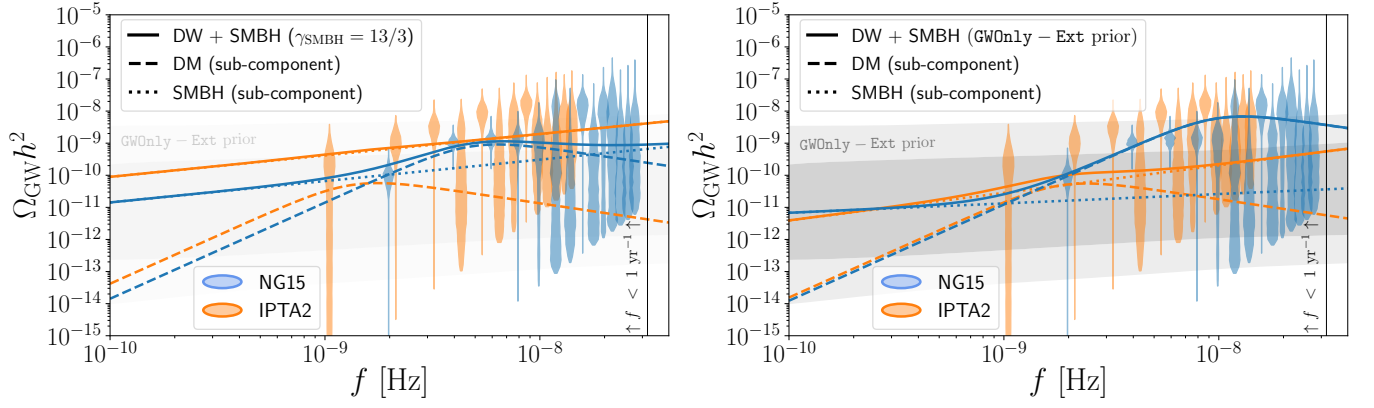 10⁻⁵
10⁻⁶
10⁻⁷
10⁻⁸
10⁻⁹
10⁻¹⁰
10⁻¹¹
10⁻¹²
10⁻¹³
10⁻¹⁴
10⁻¹⁵
Ω_GW h²
DW + SMBH (γ_SMBH = 13/3)
DM (sub-component)
SMBH (sub-component)
GWOnly − Ext prior
NG15
IPTA2
↑ f < 1 yr⁻¹ ↑
10⁻¹⁰
10⁻⁹
10⁻⁸
f [Hz]
10⁻⁵
10⁻⁶
10⁻⁷
10⁻⁸
10⁻⁹
10⁻¹⁰
10⁻¹¹
10⁻¹²
10⁻¹³
10⁻¹⁴
10⁻¹⁵
Ω_GW h²
DW + SMBH (GWOnly − Ext prior)
DM (sub-component)
SMBH (sub-component)
GWOnly − Ext prior
NG15
IPTA2
↑ f < 1 yr⁻¹ ↑
10⁻¹⁰
10⁻⁹
10⁻⁸
f [Hz]